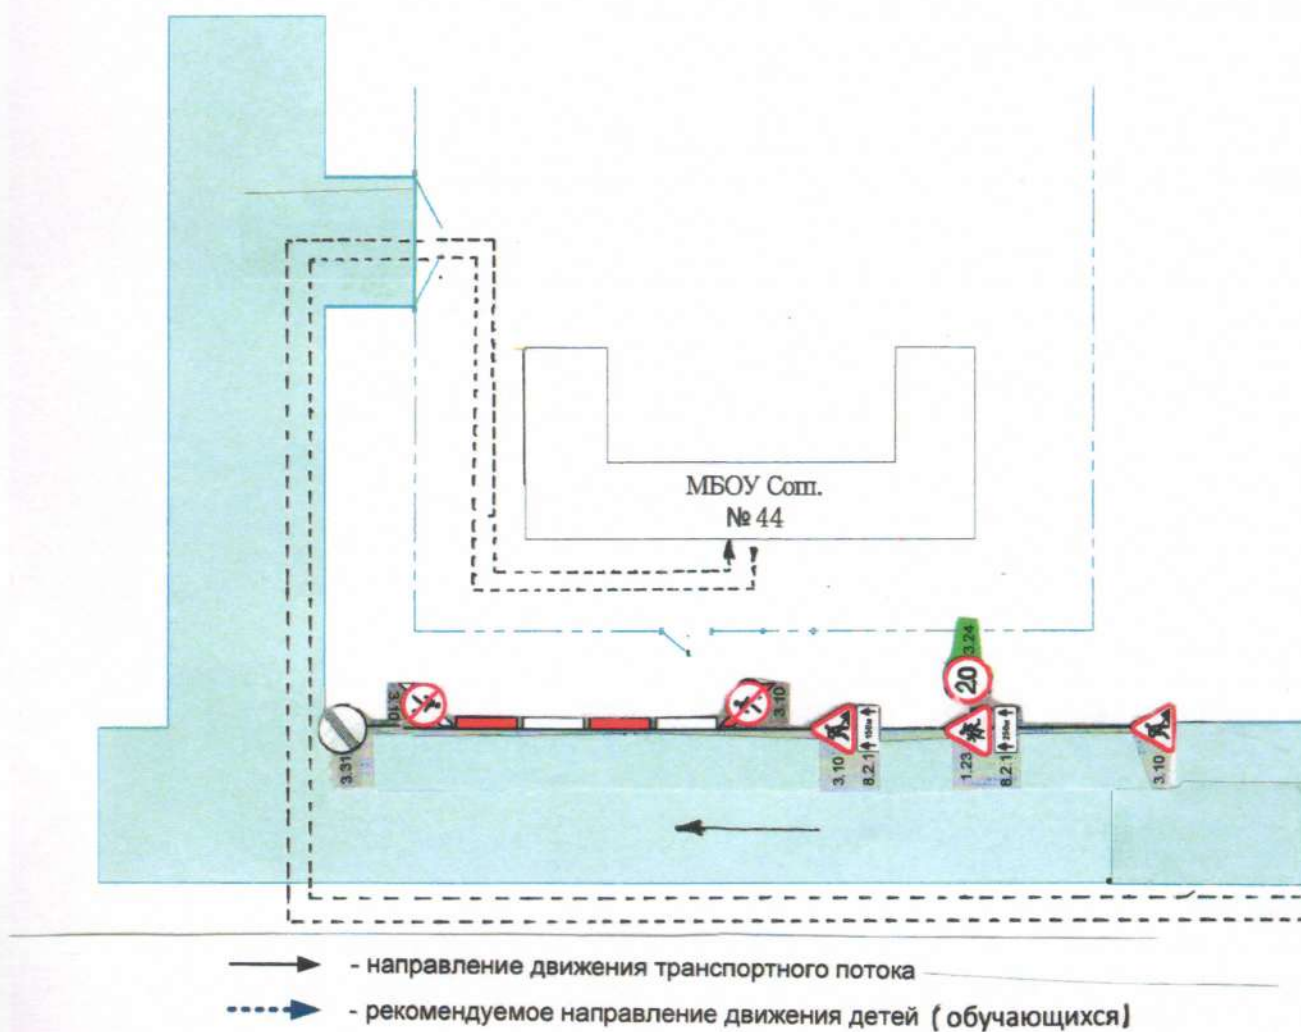 МБОУ Сош.
№ 44
3.24
20
3.10
3.10
3.31
3.10
150м
8.2.1
1.23
8.2.1
3.10
- направление движения транспортного потока
- рекомендуемое направление движения детей (обучающихся)